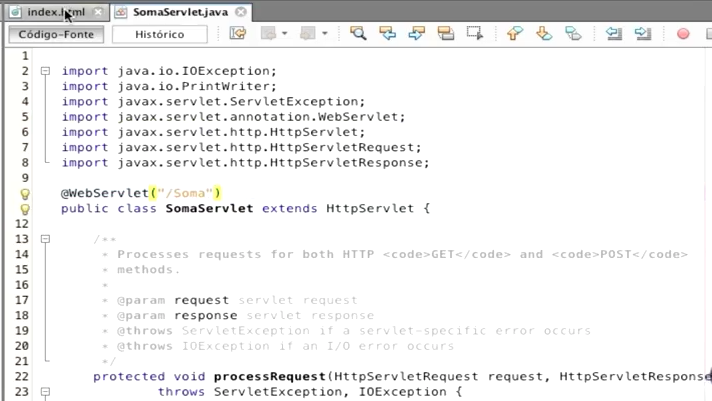 index.html SomaServlet.java
Código-Fonte Histórico
1
2 import java.io.IOException;
3 import java.io.PrintWriter;
4 import javax.servlet.ServletException;
5 import javax.servlet.annotation.WebServlet;
6 import javax.servlet.http.HttpServlet;
7 import javax.servlet.http.HttpServletRequest;
8 import javax.servlet.http.HttpServletResponse;
9
@WebServlet("/Soma")
public class SomaServlet extends HttpServlet {
12
13 /**
14 * Processes requests for both HTTP <code>GET</code> and <code>POST</code>
15 * methods.
16 *
17 * @param request servlet request
18 * @param response servlet response
19 * @throws ServletException if a servlet-specific error occurs
20 * @throws IOException if an I/O error occurs
21 */
22 protected void processRequest(HttpServletRequest request, HttpServletResponse
23 throws ServletException, IOException {